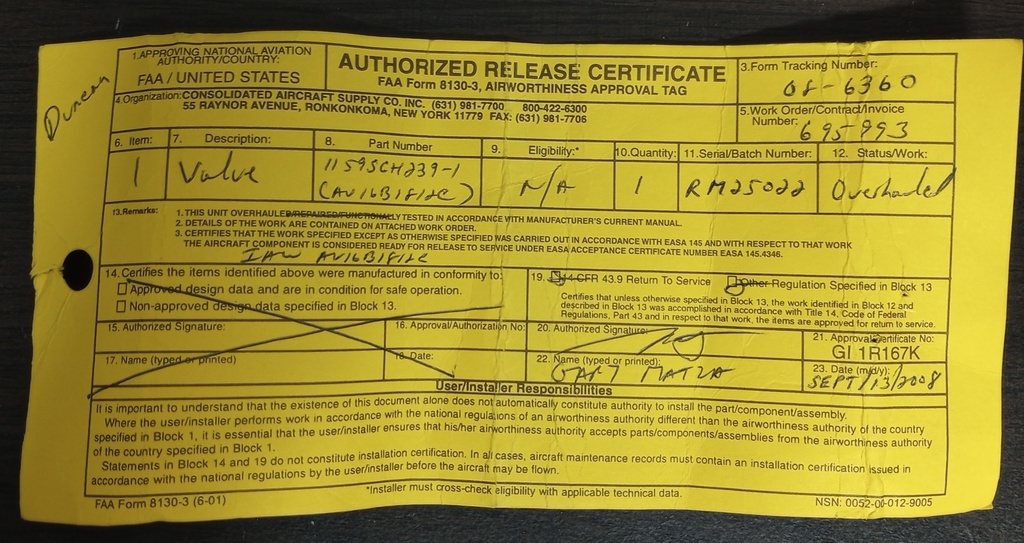 Duncan
1.APPROVING NATIONAL AVIATION
AUTHORITY/COUNTRY:
FAA / UNITED STATES
AUTHORIZED RELEASE CERTIFICATE
FAA Form 8130-3, AIRWORTHINESS APPROVAL TAG
3.Form Tracking Number:
08-6360
4.Organization: CONSOLIDATED AIRCRAFT SUPPLY CO. INC. (631) 981-7700 800-422-6300
55 RAYNOR AVENUE, RONKONKOMA, NEW YORK 11779 FAX: (631) 981-7706
5.Work Order/Contract/Invoice
Number: 695993
6. Item: 7. Description: 8. Part Number 9. Eligibility:* 10.Quantity: 11.Serial/Batch Number: 12. Status/Work:
1 Valve 1159SCH239-1 N/A 1 RM25022 Overhauled
(AV16B1812C)
13.Remarks: 1. THIS UNIT OVERHAULED/REPAIRED/FUNCTIONALLY TESTED IN ACCORDANCE WITH MANUFACTURER'S CURRENT MANUAL.
2. DETAILS OF THE WORK ARE CONTAINED ON ATTACHED WORK ORDER.
3. CERTIFIES THAT THE WORK SPECIFIED EXCEPT AS OTHERWISE SPECIFIED WAS CARRIED OUT IN ACCORDANCE WITH EASA 145 AND WITH RESPECT TO THAT WORK
THE AIRCRAFT COMPONENT IS CONSIDERED READY FOR RELEASE TO SERVICE UNDER EASA ACCEPTANCE CERTIFICATE NUMBER EASA 145.4346.
IAW AV16B1812C
14. Certifies the items identified above were manufactured in conformity to:
Approved design data and are in condition for safe operation.
Non-approved design data specified in Block 13.
19. 14 CFR 43.9 Return To Service Other Regulation Specified in Block 13
Certifies that unless otherwise specified in Block 13, the work identified in Block 12 and
described in Block 13 was accomplished in accordance with Title 14, Code of Federal
Regulations, Part 43 and in respect to that work, the items are approved for return to service.
15. Authorized Signature: 16. Approval/Authorization No: 20. Authorized Signature: 21. Approval/Certificate No:
GI 1R167K
17. Name (typed or printed) 18. Date: 22. Name (typed or printed): 23. Date (m/d/y):
GARY MATZA SEPT/13/2008
User/Installer Responsibilities
It is important to understand that the existence of this document alone does not automatically constitute authority to install the part/component/assembly.
Where the user/installer performs work in accordance with the national regulations of an airworthiness authority different than the airworthiness authority of the country
specified in Block 1, it is essential that the user/installer ensures that his/her airworthiness authority accepts parts/components/assemblies from the airworthiness authority
of the country specified in Block 1.
Statements in Block 14 and 19 do not constitute installation certification. In all cases, aircraft maintenance records must contain an installation certification issued in
accordance with the national regulations by the user/installer before the aircraft may be flown.
*Installer must cross-check eligibility with applicable technical data.
FAA Form 8130-3 (6-01)
NSN: 0052-00-012-9005